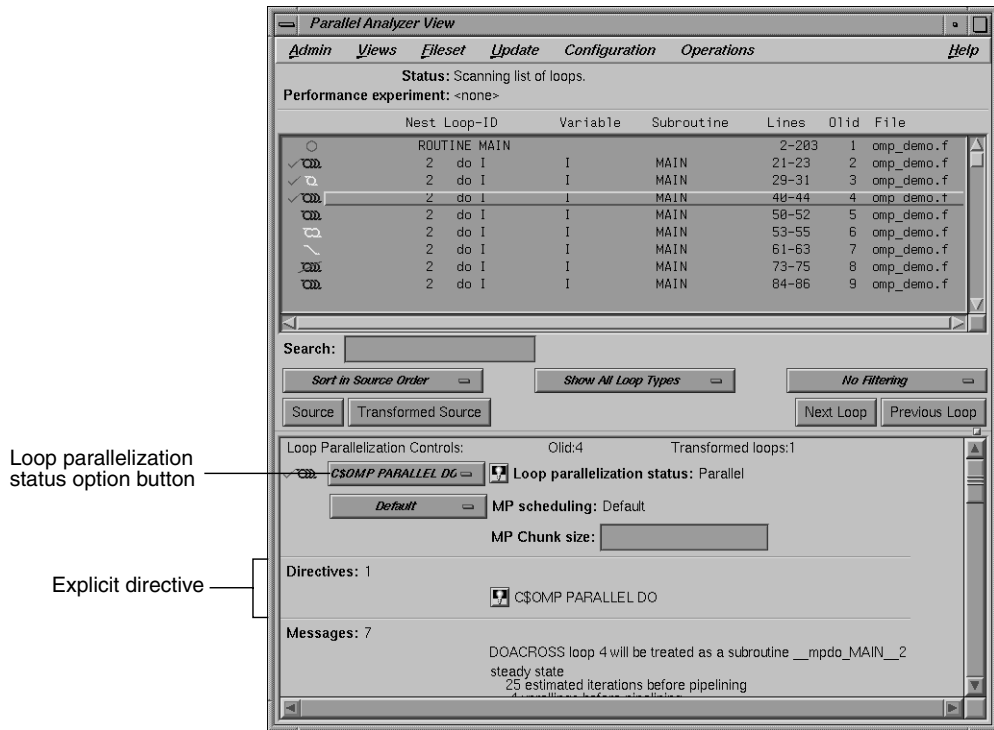 Parallel Analyzer View
Admin Views Fileset Update Configuration Operations Help
Status: Scanning list of loops.
Performance experiment: <none>
Nest Loop-ID Variable Subroutine Lines Olid File
ROUTINE MAIN 2-203 1 omp_demo.f
2 do I I MAIN 21-23 2 omp_demo.f
2 do I I MAIN 29-31 3 omp_demo.f
2 do I I MAIN 40-44 4 omp_demo.f
2 do I I MAIN 50-52 5 omp_demo.f
2 do I I MAIN 53-55 6 omp_demo.f
2 do I I MAIN 61-63 7 omp_demo.f
2 do I I MAIN 73-75 8 omp_demo.f
2 do I I MAIN 84-86 9 omp_demo.f
Search:
Sort in Source Order Show All Loop Types No Filtering
Source Transformed Source Next Loop Previous Loop
Loop Parallelization Controls: Olid:4 Transformed loops:1
Loop parallelization
status option button
C$OMP PARALLEL DO Loop parallelization status: Parallel
Default MP scheduling: Default
MP Chunk size:
Explicit directive
Directives: 1
C$OMP PARALLEL DO
Messages: 7
DOACROSS loop 4 will be treated as a subroutine __mpdo_MAIN__2
steady state
25 estimated iterations before pipelining
4 unrollings before pipelining